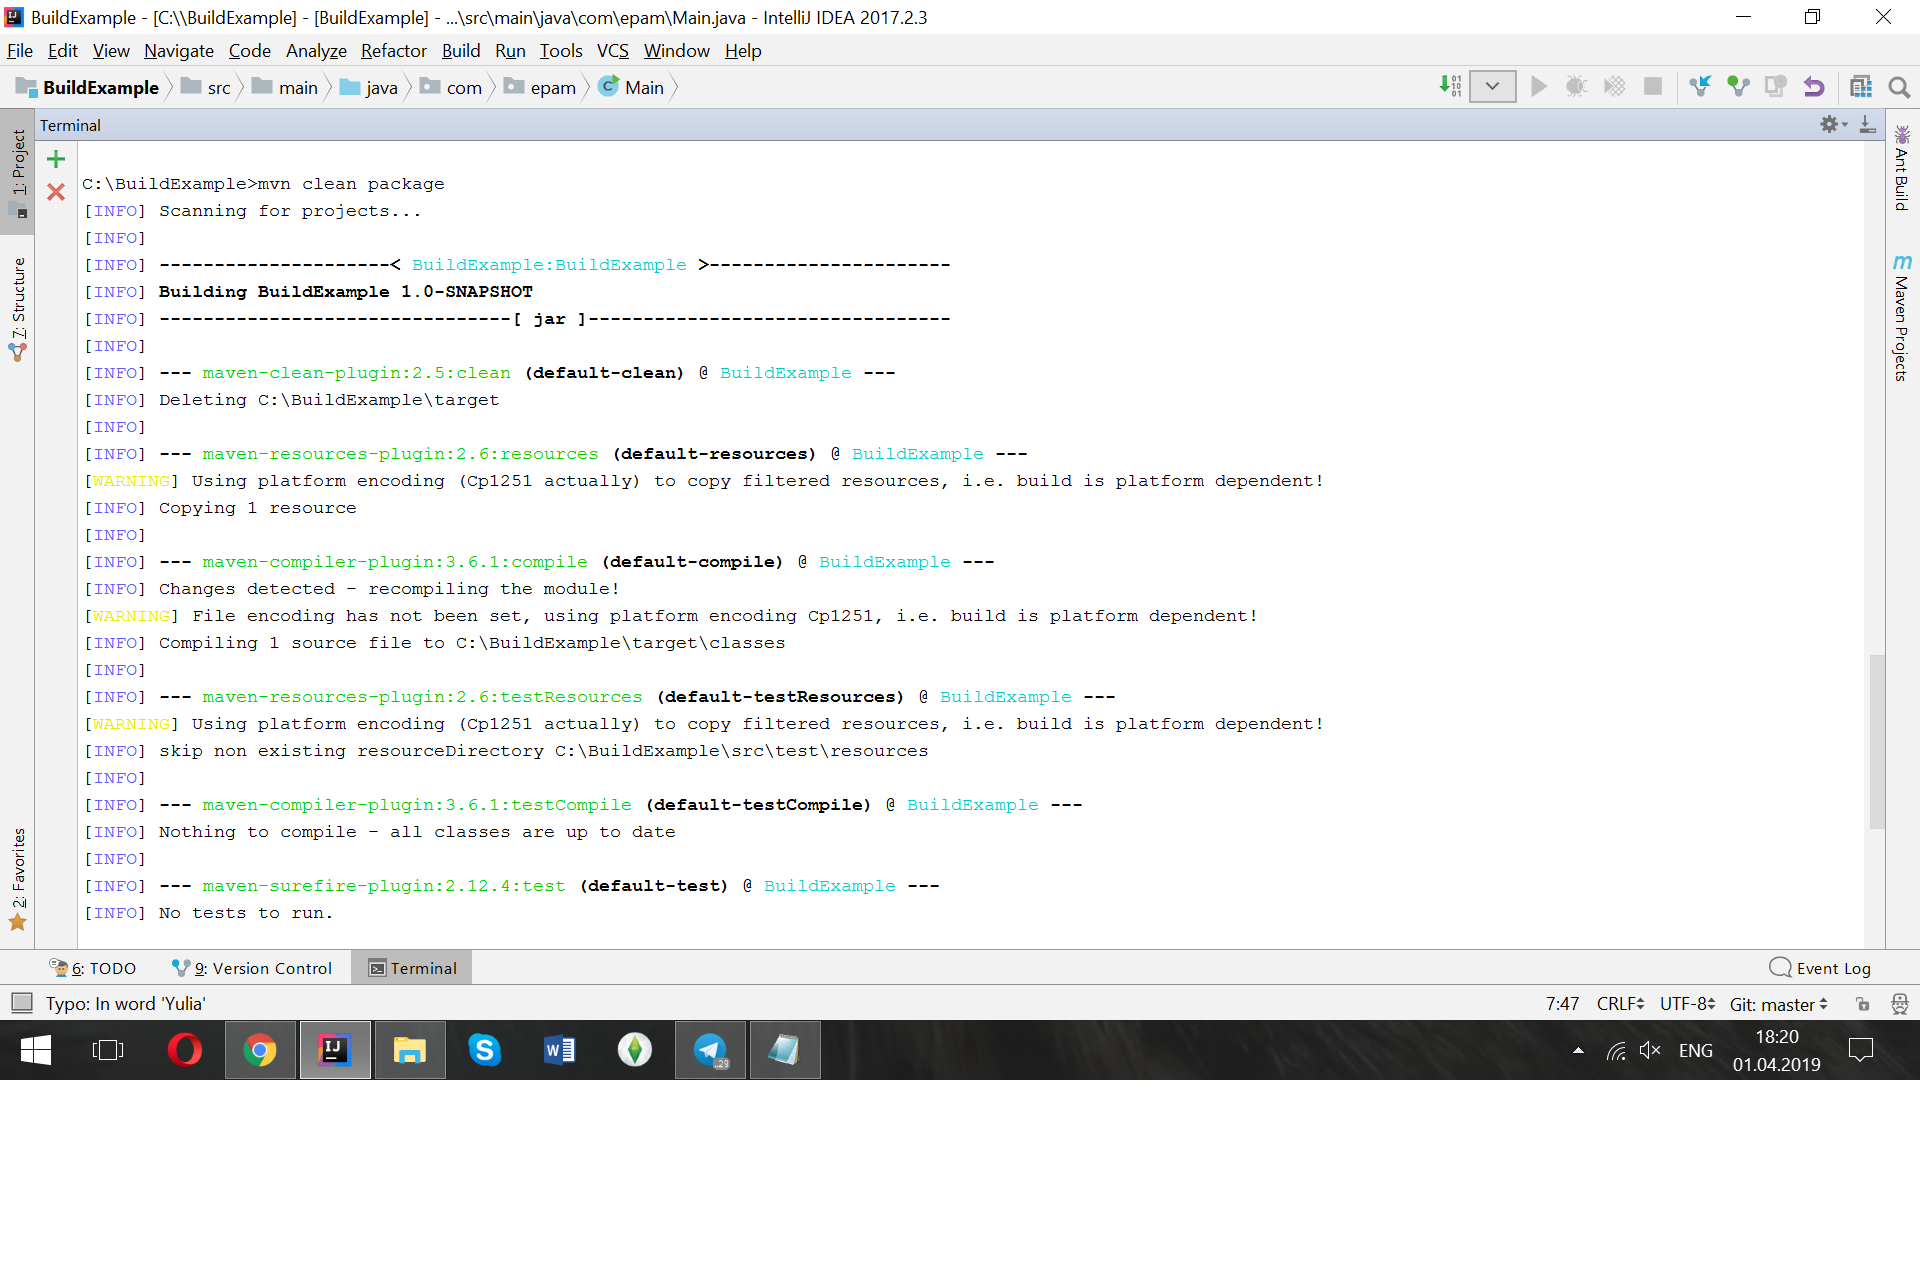 BuildExample - [C:\\BuildExample] - [BuildExample] - ...\src\main\java\com\epam\Main.java - IntelliJ IDEA 2017.2.3
File Edit View Navigate Code Analyze Refactor Build Run Tools VCS Window Help
BuildExample src main java com epam Main
Terminal
1: Project
7: Structure
2: Favorites
Ant Build
Maven Projects
C:\BuildExample>mvn clean package
[INFO] Scanning for projects...
[INFO]
[INFO] ---------------------< BuildExample:BuildExample >----------------------
[INFO] Building BuildExample 1.0-SNAPSHOT
[INFO] --------------------------------[ jar ]---------------------------------
[INFO]
[INFO] --- maven-clean-plugin:2.5:clean (default-clean) @ BuildExample ---
[INFO] Deleting C:\BuildExample\target
[INFO]
[INFO] --- maven-resources-plugin:2.6:resources (default-resources) @ BuildExample ---
[WARNING] Using platform encoding (Cp1251 actually) to copy filtered resources, i.e. build is platform dependent!
[INFO] Copying 1 resource
[INFO]
[INFO] --- maven-compiler-plugin:3.6.1:compile (default-compile) @ BuildExample ---
[INFO] Changes detected - recompiling the module!
[WARNING] File encoding has not been set, using platform encoding Cp1251, i.e. build is platform dependent!
[INFO] Compiling 1 source file to C:\BuildExample\target\classes
[INFO]
[INFO] --- maven-resources-plugin:2.6:testResources (default-testResources) @ BuildExample ---
[WARNING] Using platform encoding (Cp1251 actually) to copy filtered resources, i.e. build is platform dependent!
[INFO] skip non existing resourceDirectory C:\BuildExample\src\test\resources
[INFO]
[INFO] --- maven-compiler-plugin:3.6.1:testCompile (default-testCompile) @ BuildExample ---
[INFO] Nothing to compile - all classes are up to date
[INFO]
[INFO] --- maven-surefire-plugin:2.12.4:test (default-test) @ BuildExample ---
[INFO] No tests to run.
6: TODO 9: Version Control Terminal Event Log
Typo: In word 'Yulia' 7:47 CRLF UTF-8 Git: master
ENG 18:20
01.04.2019